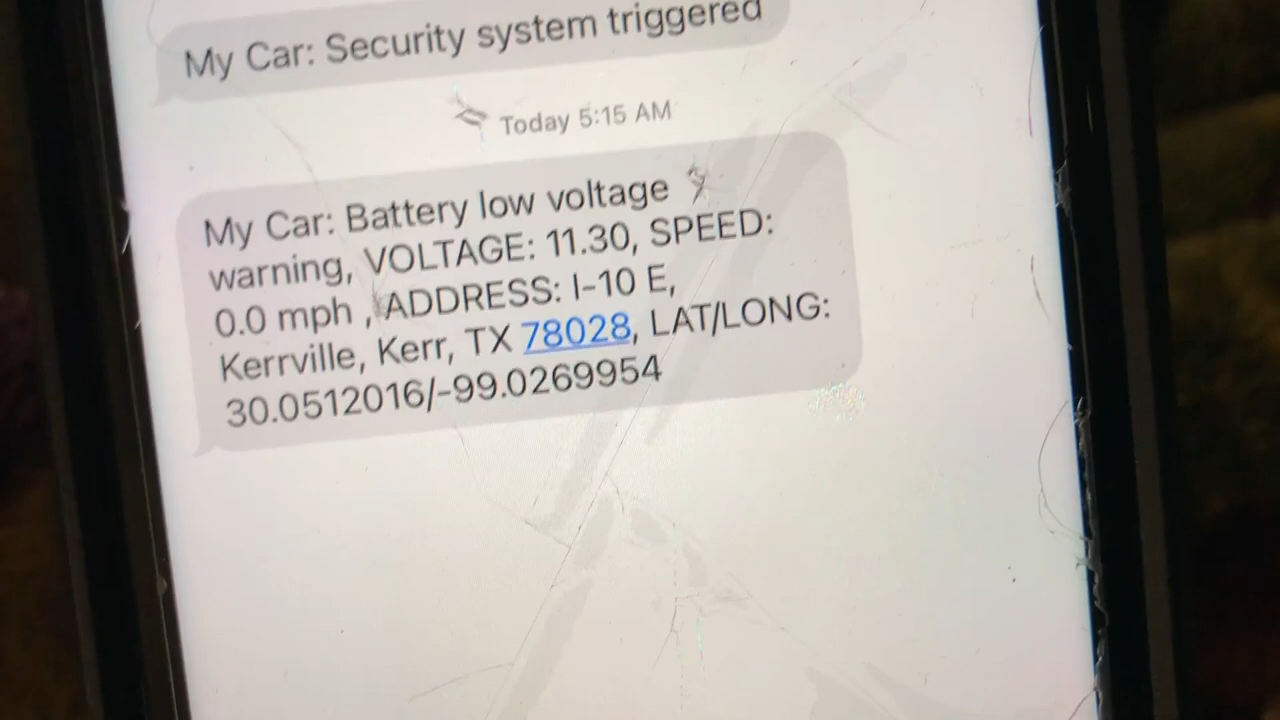 My Car: Security system triggered
Today 5:15 AM
My Car: Battery low voltage
warning, VOLTAGE: 11.30, SPEED:
0.0 mph , ADDRESS: I-10 E,
Kerrville, Kerr, TX 78028, LAT/LONG:
30.0512016/-99.0269954